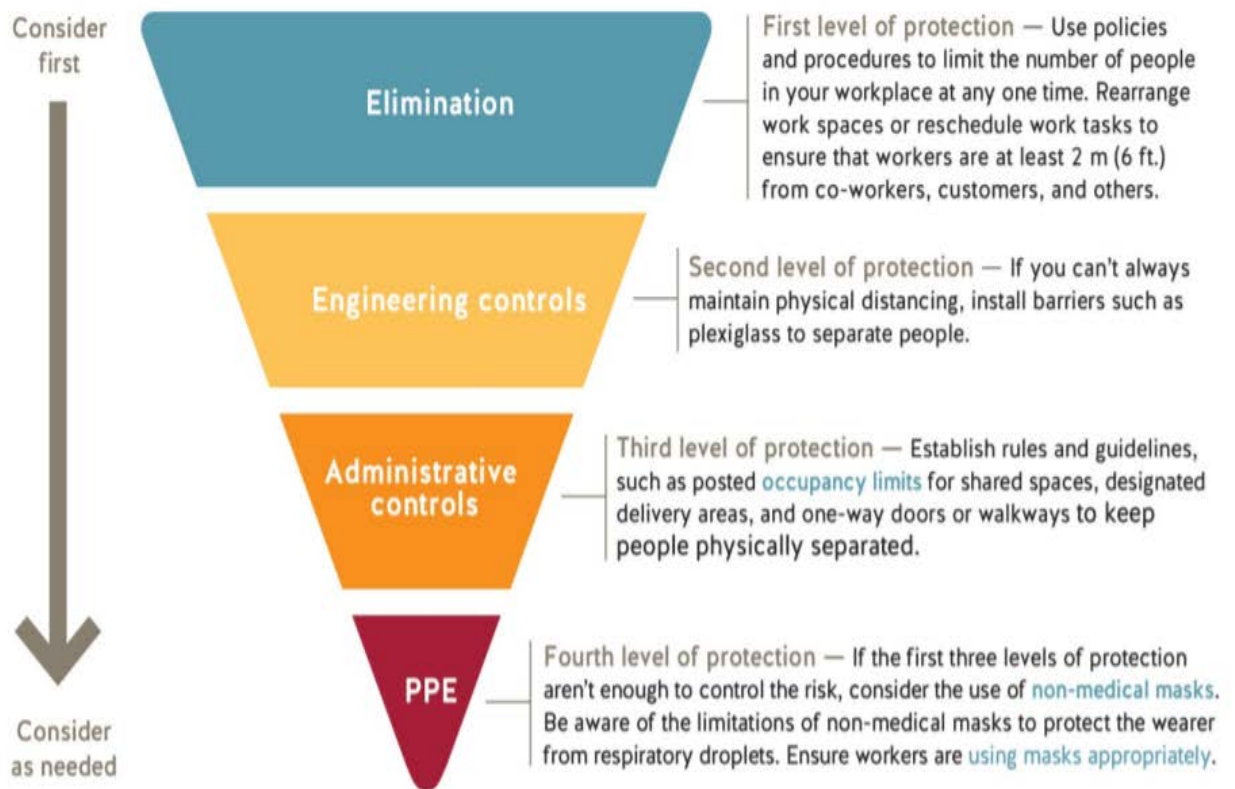 Consider
first
Elimination
First level of protection — Use policies
and procedures to limit the number of people
in your workplace at any one time. Rearrange
work spaces or reschedule work tasks to
ensure that workers are at least 2 m (6 ft.)
from co-workers, customers, and others.
Engineering controls
Second level of protection — If you can't always
maintain physical distancing, install barriers such as
plexiglass to separate people.
Administrative
controls
Third level of protection — Establish rules and guidelines,
such as posted occupancy limits for shared spaces, designated
delivery areas, and one-way doors or walkways to keep
people physically separated.
PPE
Fourth level of protection — If the first three levels of protection
aren't enough to control the risk, consider the use of non-medical masks.
Be aware of the limitations of non-medical masks to protect the wearer
from respiratory droplets. Ensure workers are using masks appropriately.
Consider
as needed